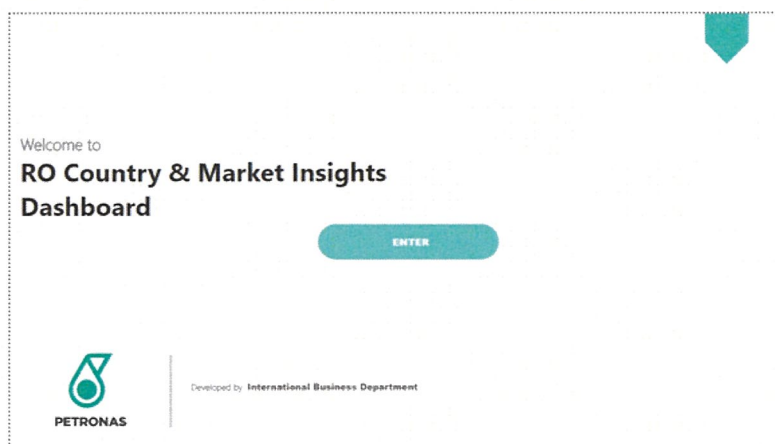 Welcome to
RO Country & Market Insights
Dashboard
ENTER
PETRONAS
Developed by International Business Department